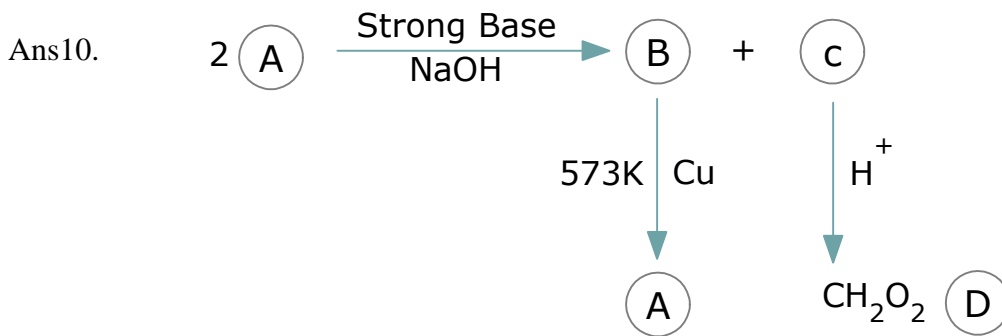 Ans10. 2 A Strong Base NaOH B + c
573K Cu H⁺
A CH₂O₂ D